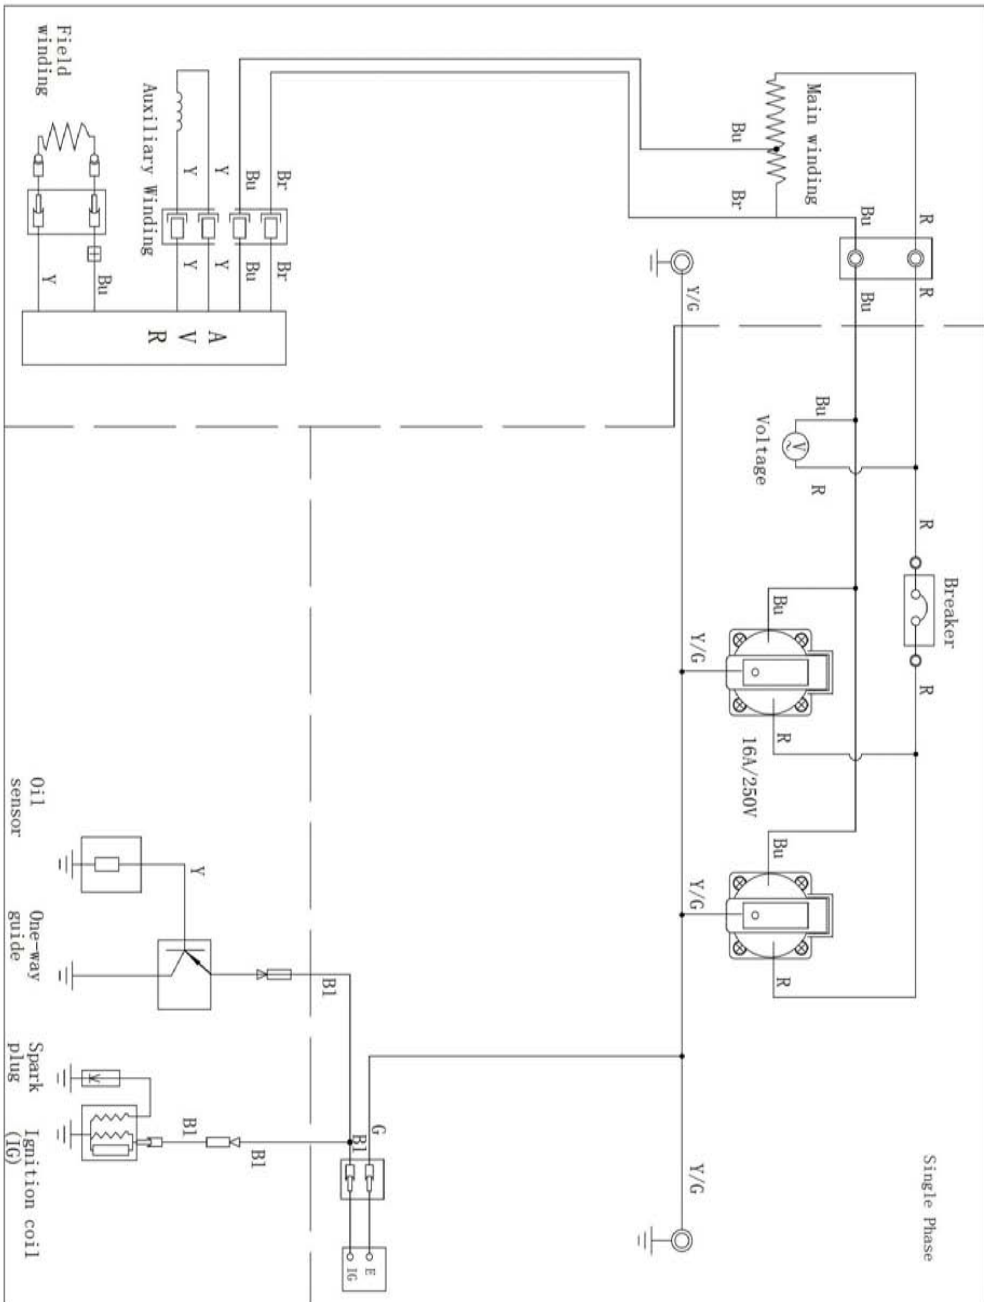 Single Phase
Breaker
R
R
R
R
Bu
Bu
Main winding
Bu
R
V
Voltage
Bu
R
Bu
R
16A/250V
Bu
Br
Y/G
Y/G
Y/G
Y/G
G
E
Bl
IG
Bl
Br
Br
Bu
Bu
Y
Y
Y
Y
Auxiliary Winding
A
V
R
Bl
Bl
Y
Bu
Y
Field
winding
Oil
sensor
One-way
guide
Spark
plug
Ignition coil
(IG)